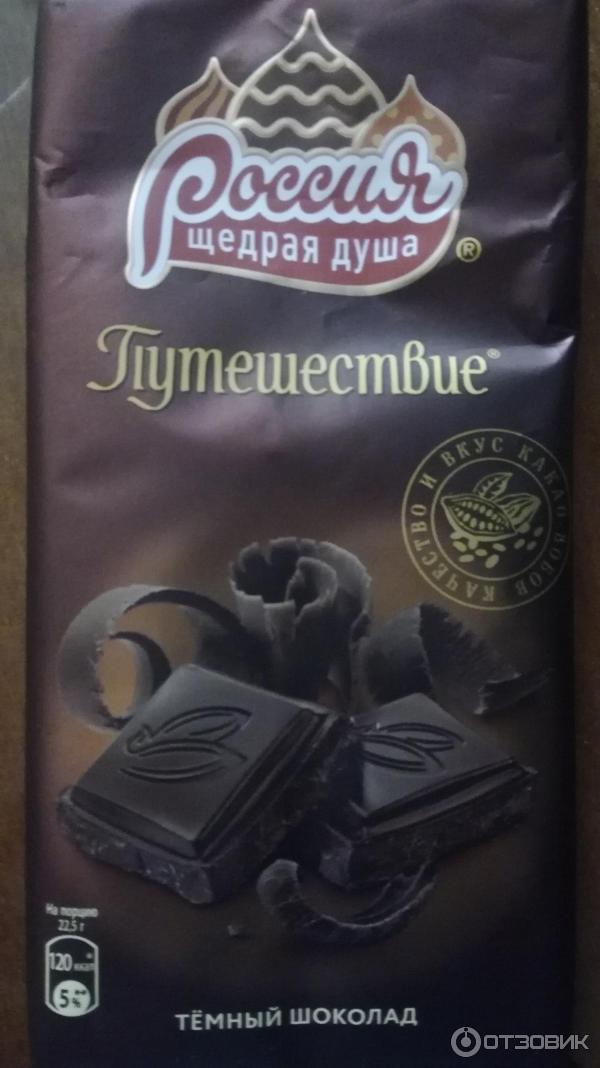 Россия
щедрая душа
®
Путешествие®
КАЧЕСТВО И ВКУС КАКАО БОБОВ
На порцию
22,5 г
120 ккал*
5%**
ТЁМНЫЙ ШОКОЛАД
ОТЗОВИК